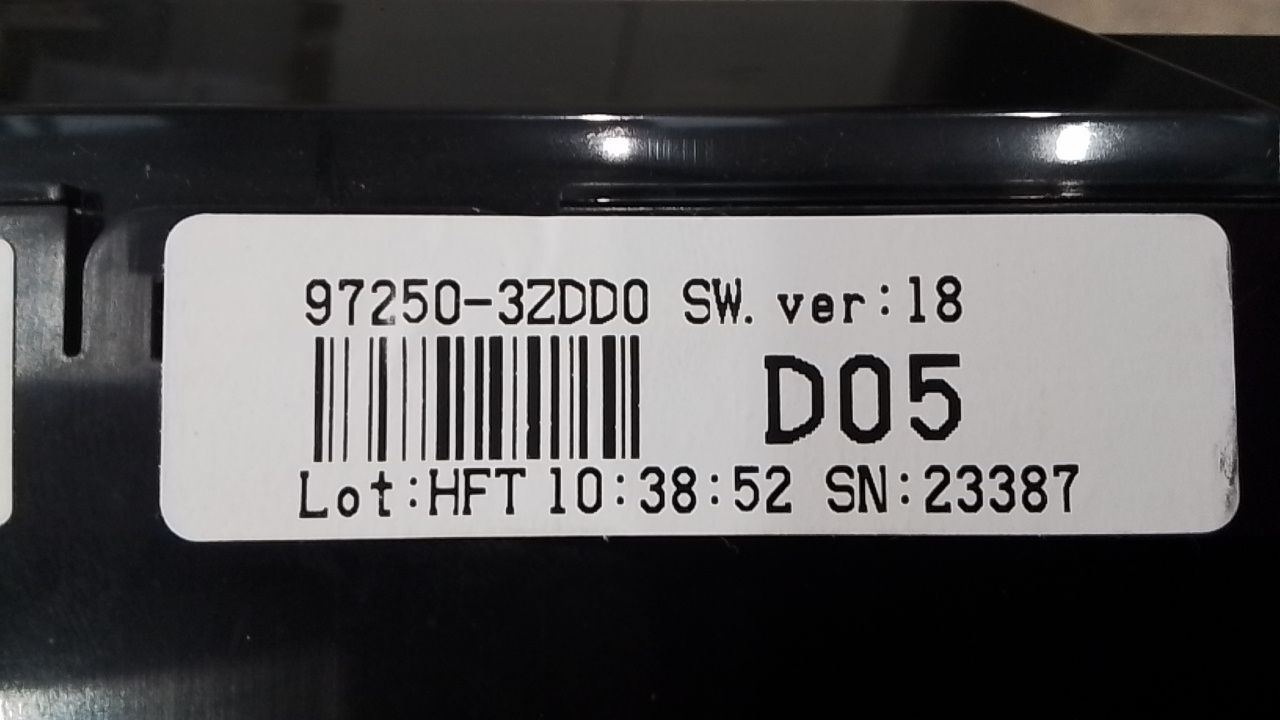 97250-3ZDD0 SW. ver:18
D05
Lot:HFT 10:38:52 SN:23387